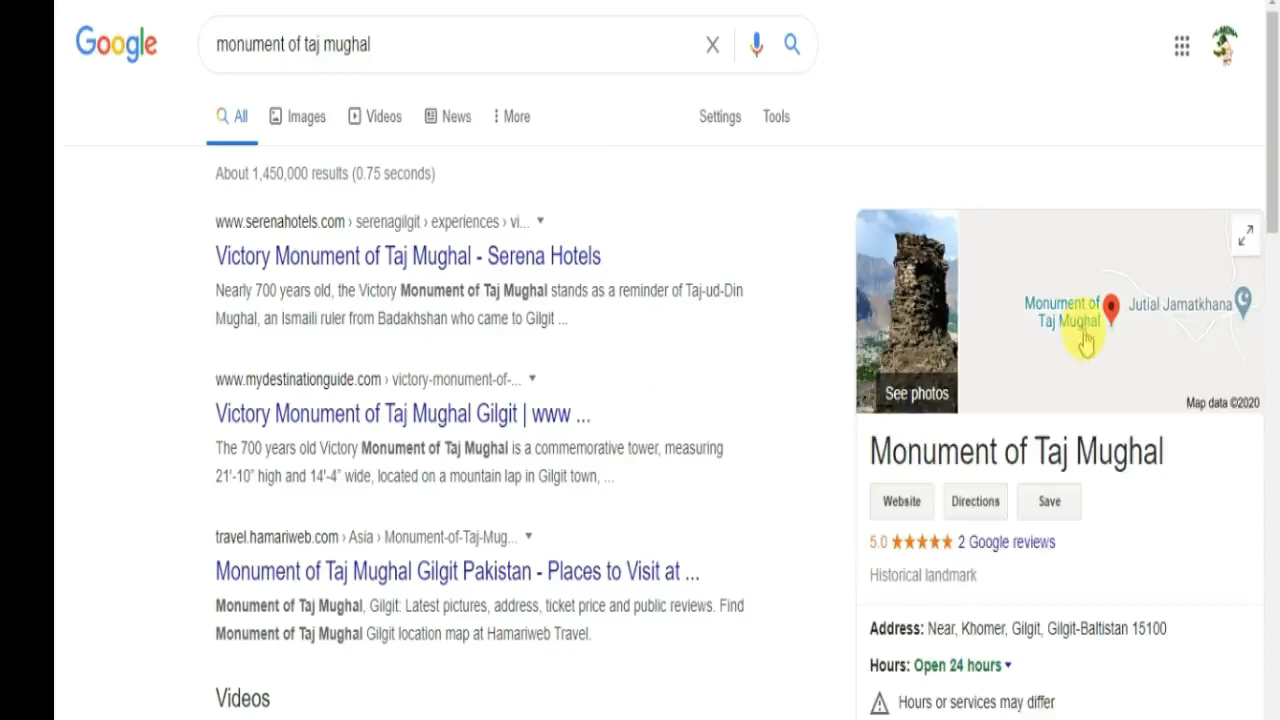 Google
monument of taj mughal
All
Images
Videos
News
More
Settings
Tools
About 1,450,000 results (0.75 seconds)
www.serenahotels.com › serenagilgit › experiences › vi...
Victory Monument of Taj Mughal - Serena Hotels
Nearly 700 years old, the Victory Monument of Taj Mughal stands as a reminder of Taj-ud-Din
Mughal, an Ismaili ruler from Badakhshan who came to Gilgit ...
www.mydestinationguide.com › victory-monument-of-...
Victory Monument of Taj Mughal Gilgit | www ...
The 700 years old Victory Monument of Taj Mughal is a commemorative tower, measuring
21'-10" high and 14'-4" wide, located on a mountain lap in Gilgit town, ...
travel.hamariweb.com › Asia › Monument-of-Taj-Mug...
Monument of Taj Mughal Gilgit Pakistan - Places to Visit at ...
Monument of Taj Mughal, Gilgit: Latest pictures, address, ticket price and public reviews. Find
Monument of Taj Mughal Gilgit location map at Hamariweb Travel.
Videos
Monument of
Taj Mughal
Jutial Jamatkhana
See photos
Map data ©2020
Monument of Taj Mughal
Website
Directions
Save
5.0 ★★★★★ 2 Google reviews
Historical landmark
Address: Near, Khomer, Gilgit, Gilgit-Baltistan 15100
Hours: Open 24 hours
Hours or services may differ